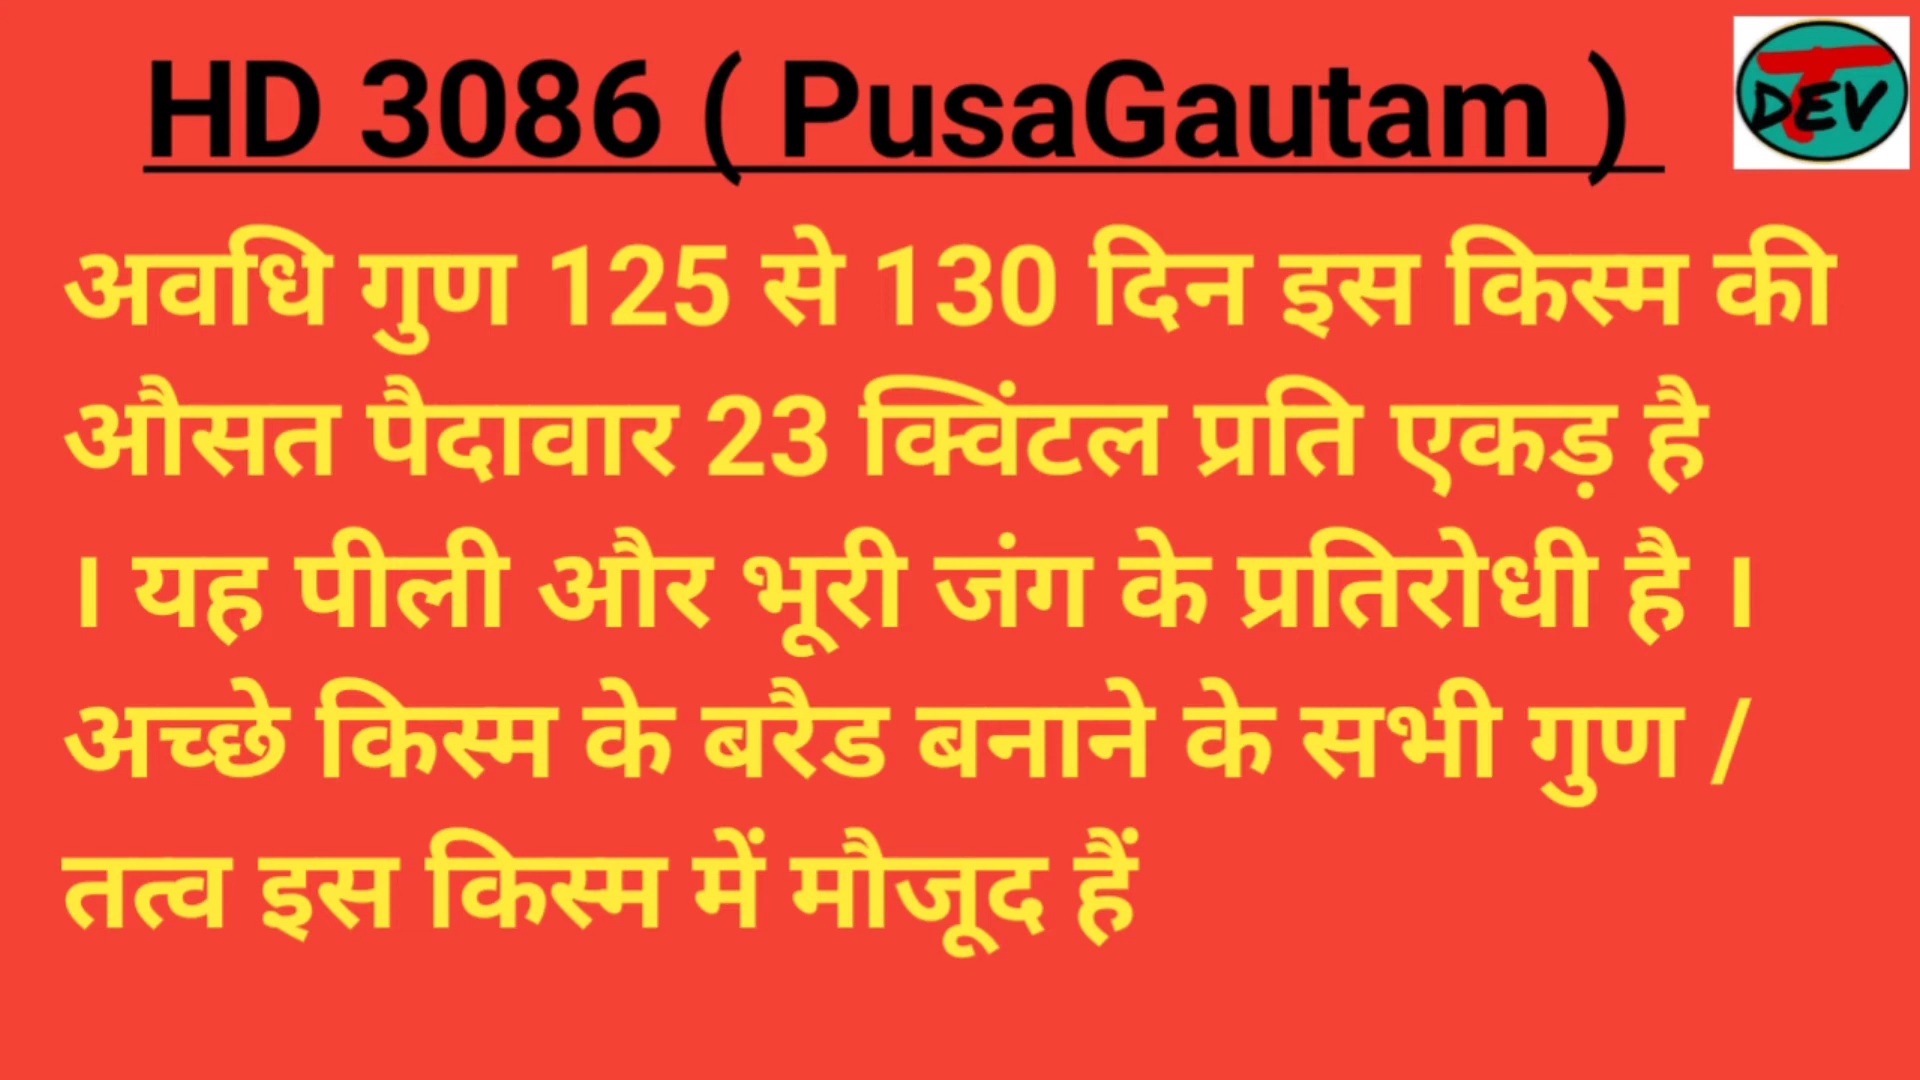 HD 3086 ( PusaGautam )
T
DEV
अवधि गुण 125 से 130 दिन इस किस्म की
औसत पैदावार 23 क्विंटल प्रति एकड़ है
। यह पीली और भूरी जंग के प्रतिरोधी है ।
अच्छे किस्म के बरैड बनाने के सभी गुण /
तत्व इस किस्म में मौजूद हैं